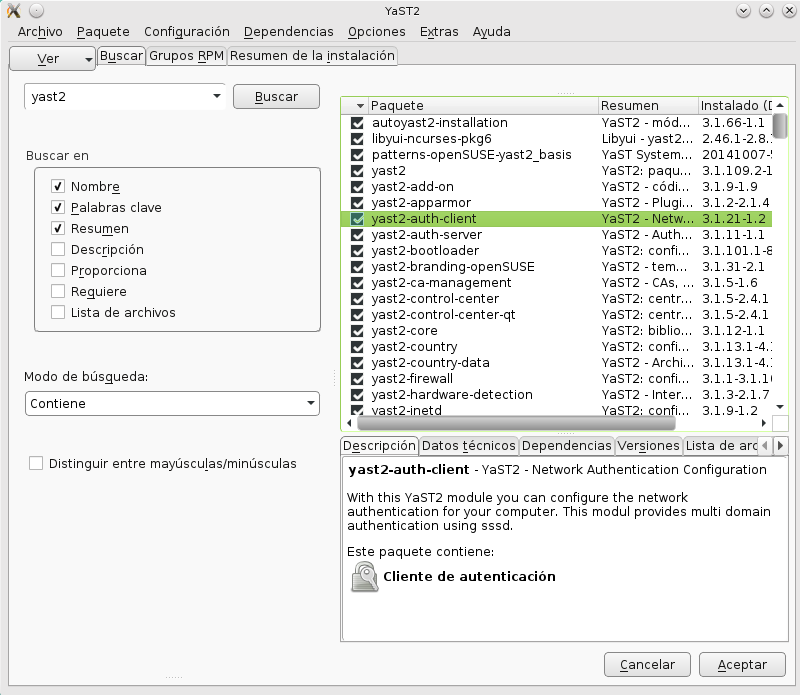 YaST2
Archivo Paquete Configuración Dependencias Opciones Extras Ayuda
Ver Buscar Grupos RPM Resumen de la instalación
yast2 Buscar
Buscar en
Nombre
Palabras clave
Resumen
Descripción
Proporciona
Requiere
Lista de archivos
Modo de búsqueda:
Contiene
Distinguir entre mayúsculas/minúsculas
Paquete Resumen Instalado (D
autoyast2-installation YaST2 - mód... 3.1.66-1.1
libyui-ncurses-pkg6 Libyui - yast2... 2.46.1-2.8.
patterns-openSUSE-yast2_basis YaST System... 20141007-5
yast2 YaST2: paqu... 3.1.109.2-1
yast2-add-on YaST2 - códi... 3.1.9-1.9
yast2-apparmor YaST2 - Plugi... 3.1.2-2.1.4
yast2-auth-client YaST2 - Netw... 3.1.21-1.2
yast2-auth-server YaST2 - Auth... 3.1.11-1.1
yast2-bootloader YaST2: confi... 3.1.101.1-8
yast2-branding-openSUSE YaST2 - tem... 3.1.31-2.1
yast2-ca-management YaST2 - CAs, ... 3.1.5-1.6
yast2-control-center YaST2: centr... 3.1.5-2.4.1
yast2-control-center-qt YaST2: centr... 3.1.5-2.4.1
yast2-core YaST2: biblio... 3.1.12-1.1
yast2-country YaST2: confi... 3.1.13.1-4.
yast2-country-data YaST2 - Archi... 3.1.13.1-4.
yast2-firewall YaST2: confi... 3.1.1-3.1.1
yast2-hardware-detection YaST2 - Inter... 3.1.3-2.1.7
yast2-inetd YaST2: confi... 3.1.9-1.2
Descripción Datos técnicos Dependencias Versiones Lista de arc
yast2-auth-client - YaST2 - Network Authentication Configuration
With this YaST2 module you can configure the network
authentication for your computer. This modul provides multi domain
authentication using sssd.
Este paquete contiene:
Cliente de autenticación
Cancelar Aceptar